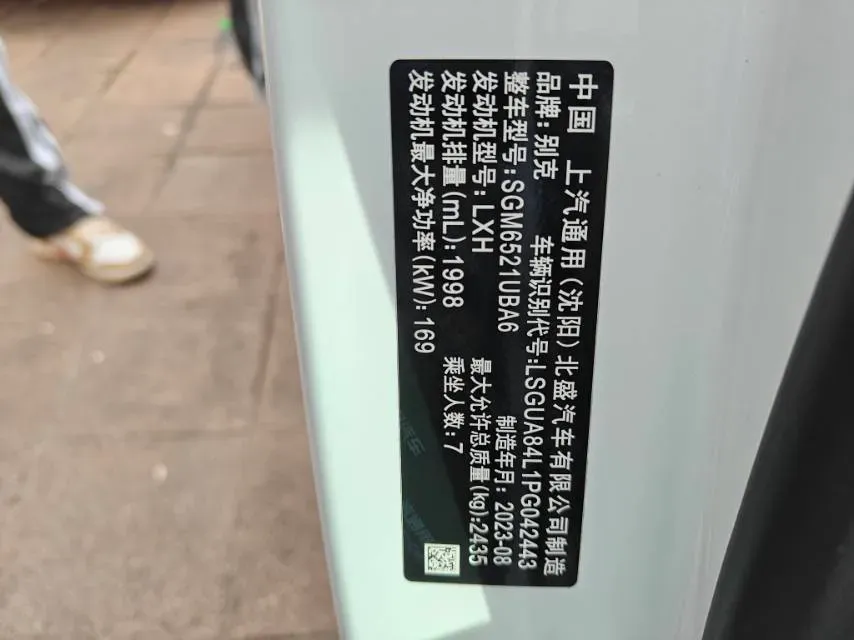 中国 上汽通用(沈阳)北盛汽车有限公司制造
品牌:别克 车辆识别代号:LSGUA84L1PG042443
整车型号:SGM6521UBA6 制造年月:2023-08
发动机型号:LXH 最大允许总质量(kg):2435
发动机排量(mL):1998 乘坐人数:7
发动机最大净功率(kW):169